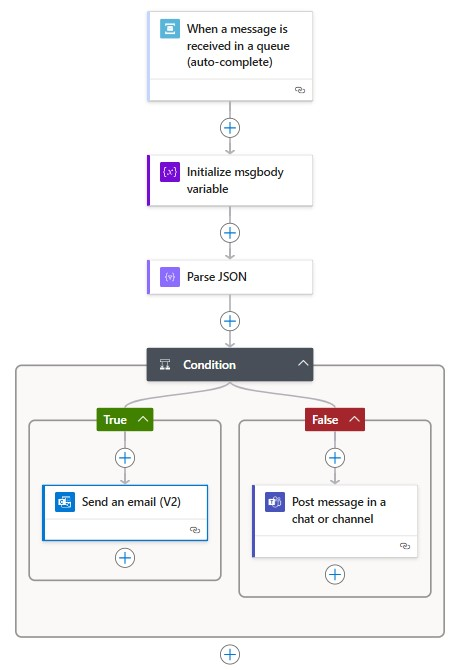 When a message is
received in a queue
(auto-complete)
Initialize msgbody
variable
Parse JSON
Condition
True
False
Send an email (V2)
Post message in a
chat or channel